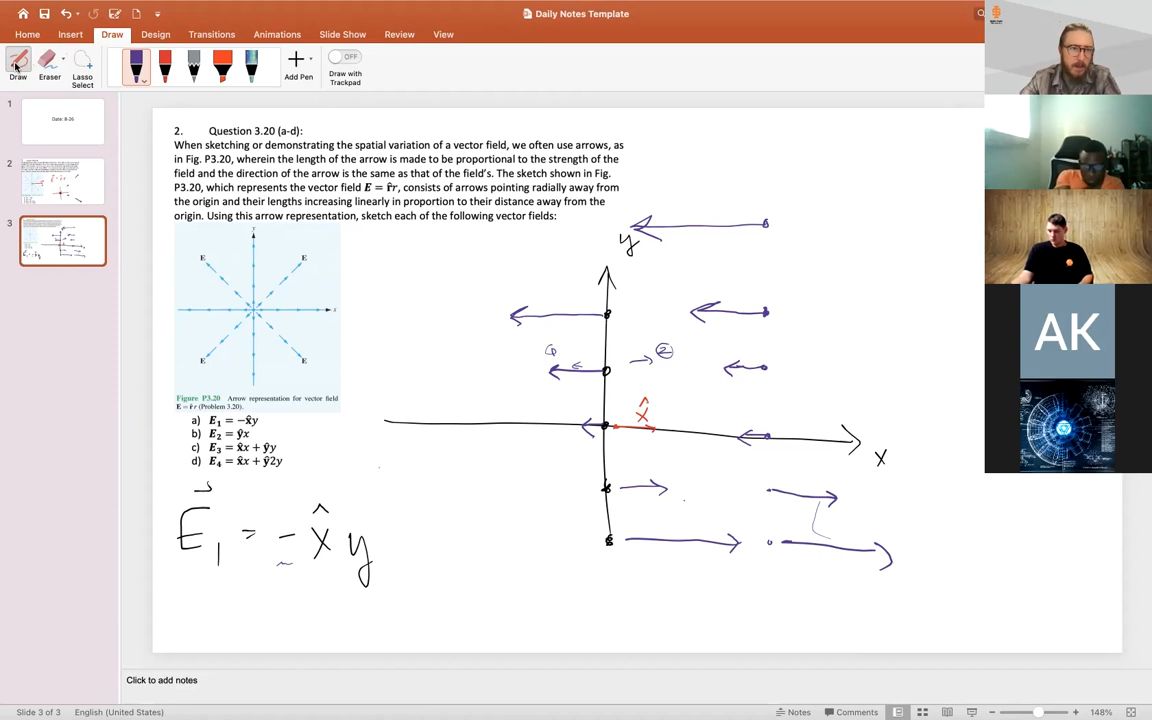 Daily Notes Template
Home Insert Draw Design Transitions Animations Slide Show Review View
OFF
Draw Eraser Lasso Select Add Pen Draw with Trackpad
1
Date: 8-26
2
3
2. Question 3.20 (a-d):
When sketching or demonstrating the spatial variation of a vector field, we often use arrows, as
in Fig. P3.20, wherein the length of the arrow is made to be proportional to the strength of the
field and the direction of the arrow is the same as that of the field's. The sketch shown in Fig.
P3.20, which represents the vector field E = r̂r, consists of arrows pointing radially away from
the origin and their lengths increasing linearly in proportion to their distance away from the
origin. Using this arrow representation, sketch each of the following vector fields:
y
E E
x
E E
Figure P3.20 Arrow representation for vector field
E = r̂r (Problem 3.20).
a) E₁ = −x̂y
b) E₂ = ŷx
c) E₃ = x̂x + ŷy
d) E₄ = x̂x + ŷ2y
y
②
x̂
x
E⃗₁ = - x̂ y
AK
Click to add notes
Slide 3 of 3 English (United States) Notes Comments 148%